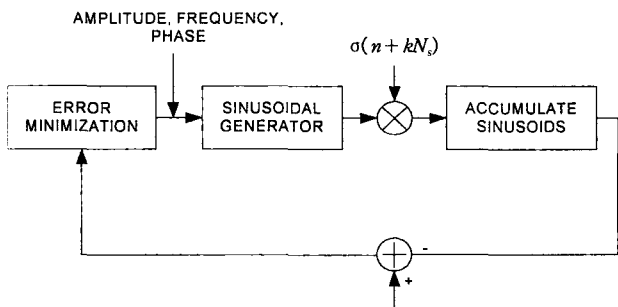 AMPLITUDE, FREQUENCY,
PHASE
σ(n + kNₛ)
ERROR
MINIMIZATION
SINUSOIDAL
GENERATOR
ACCUMULATE
SINUSOIDS
-
+